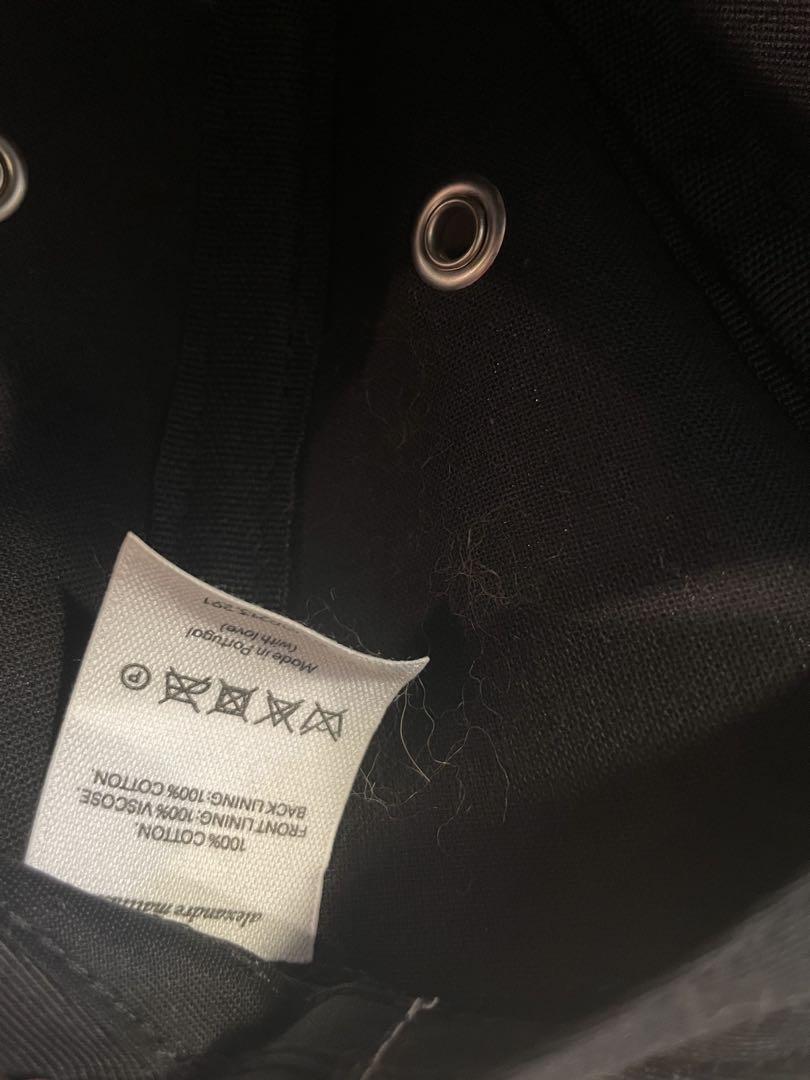 alexandre
100% COTTON.
FRONT LINING:100% VISCOSE.
BACK LINING:100% COTTON
P
Made in Portugal
(with love)